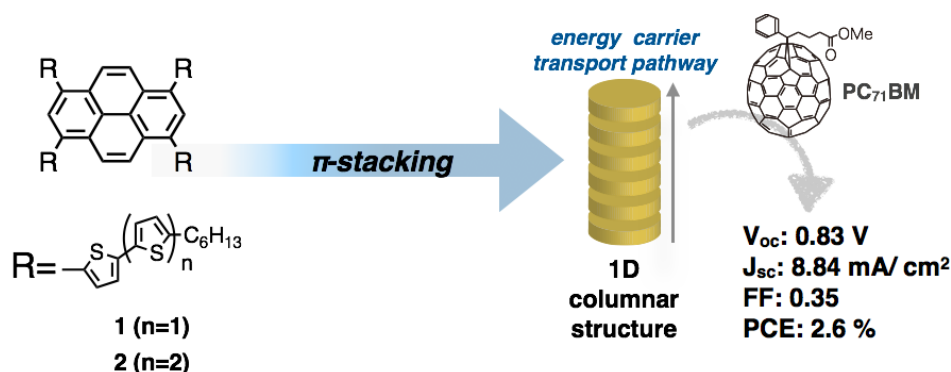 R
R
R
R
π-stacking
R=
S
S
n
C₆H₁₃
1 (n=1)
2 (n=2)
energy carrier
transport pathway
1D
columnar
structure
OMe
O
PC₇₁BM
Voc: 0.83 V
Jsc: 8.84 mA/ cm²
FF: 0.35
PCE: 2.6 %